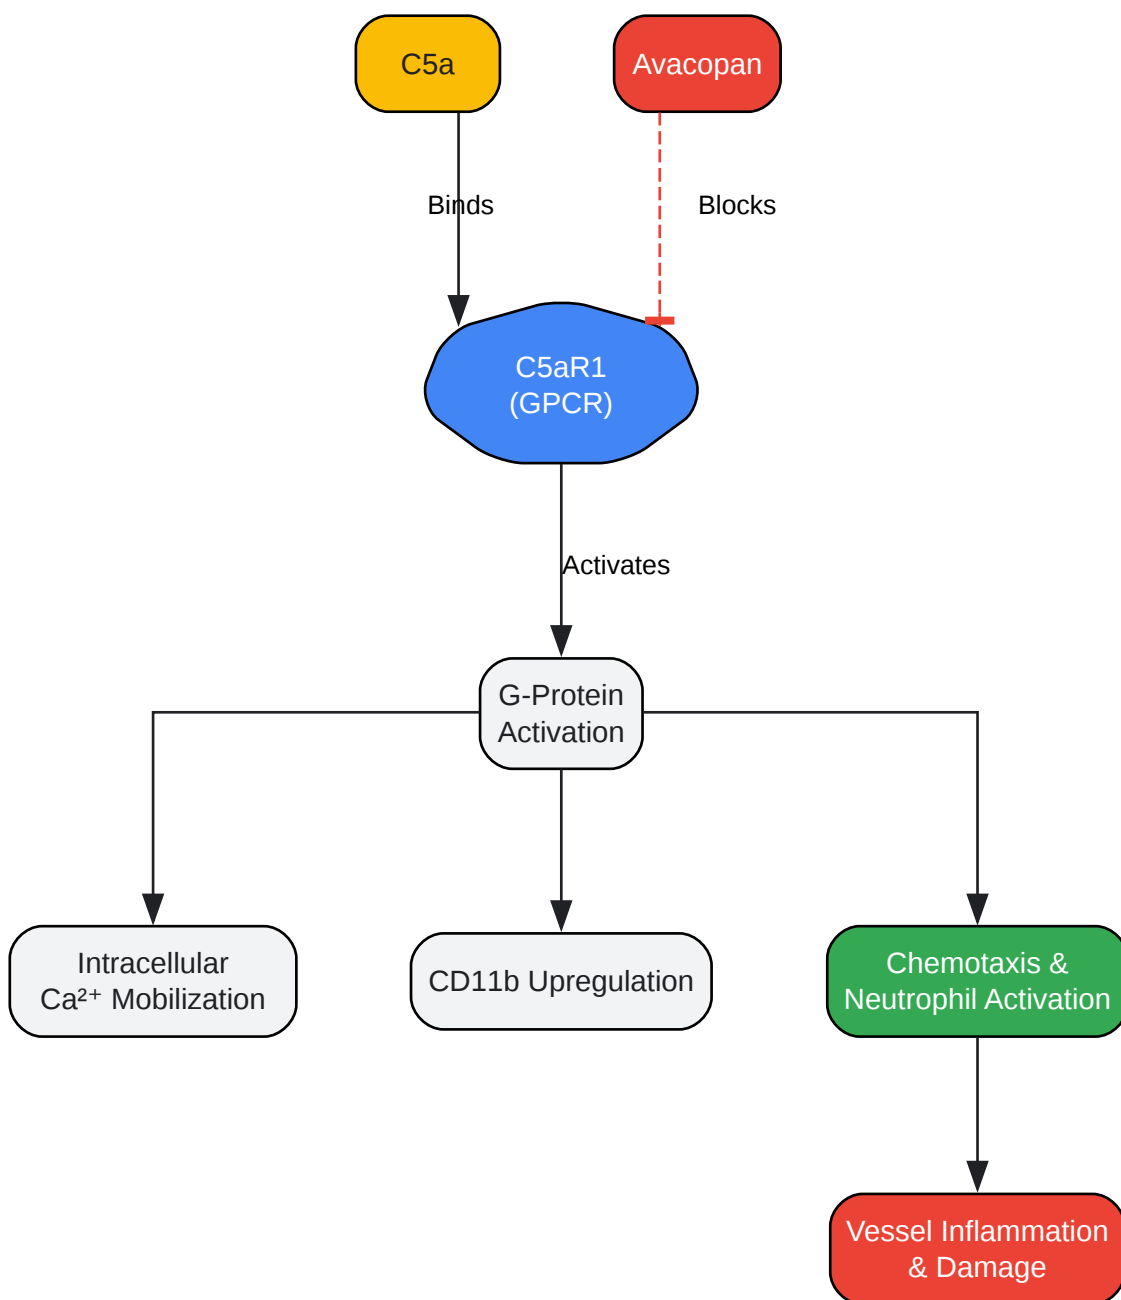 C5a
Avacopan
Binds
Blocks
C5aR1
(GPCR)
Activates
G-Protein
Activation
Intracellular
Ca²⁺ Mobilization
CD11b Upregulation
Chemotaxis &
Neutrophil Activation
Vessel Inflammation
& Damage